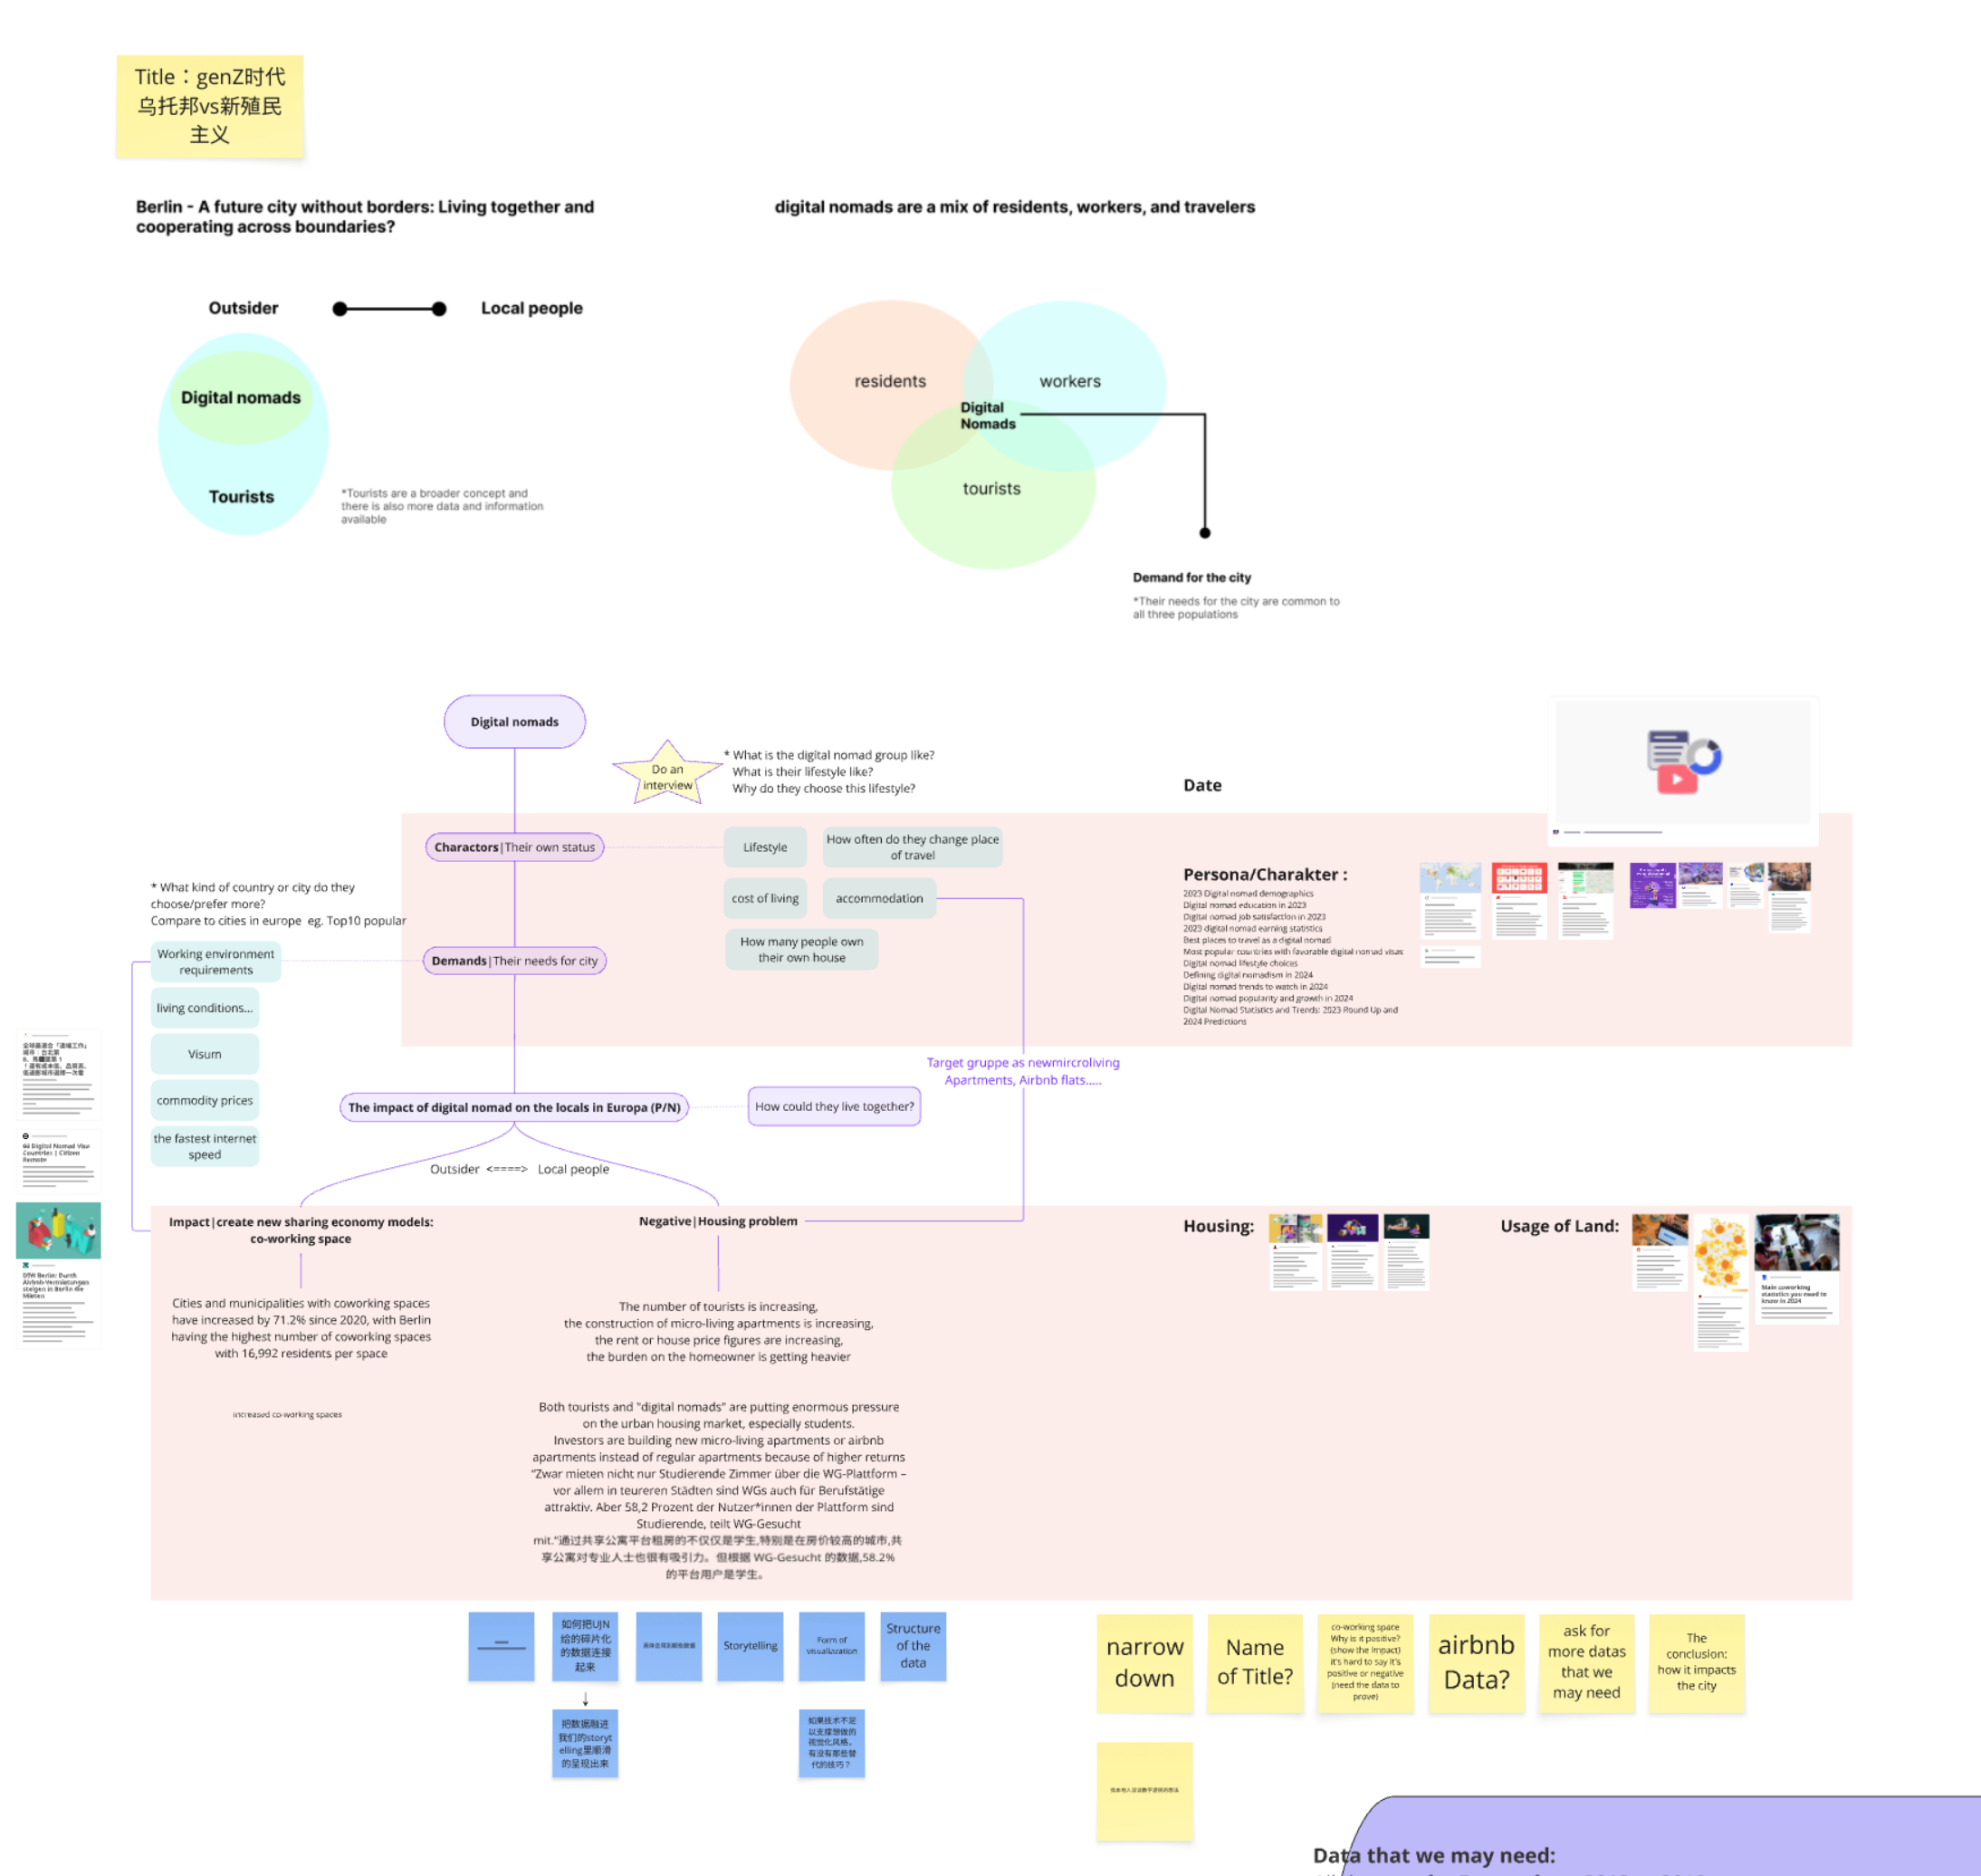 Title：genZ时代
乌托邦vs新殖民
主义
Berlin - A future city without borders: Living together and
cooperating across boundaries?
digital nomads are a mix of residents, workers, and travelers
Outsider
Local people
Digital nomads
Tourists
*Tourists are a broader concept and
there is also more data and information
available
residents
workers
Digital
Nomads
tourists
Demand for the city
*Their needs for the city are common to
all three populations
Digital nomads
Do an
interview
* What is the digital nomad group like?
What is their lifestyle like?
Why do they choose this lifestyle?
Date
Charactors|Their own status
Lifestyle
How often do they change place
of travel
cost of living
accommodation
How many people own
their own house
* What kind of country or city do they
choose/prefer more?
Compare to cities in europe eg. Top10 popular
Working environment
requirements
Demands|Their needs for city
living conditions...
Visum
commodity prices
the fastest internet
speed
Persona/Charakter :
2023 Digital nomad demographics
Digital nomad education in 2023
Digital nomad job satisfaction in 2023
2023 digital nomad earning statistics
Best places to travel as a digital nomad
Most popular countries with favorable digital nomad visas
Digital nomad lifestyle choices
Defining digital nomadism in 2024
Digital nomad trends to watch in 2024
Digital nomad popularity and growth in 2024
Digital Nomad Statistics and Trends: 2023 Round Up and
2024 Predictions
Target gruppe as newmircroliving
Apartments, Airbnb flats.....
The impact of digital nomad on the locals in Europa (P/N)
How could they live together?
Outsider <====> Local people
66 Digital Nomad Visa
Countries | Citizen
Remote
DIW Berlin: Durch
Airbnb-Vermietungen
steigen in Berlin die
Mieten
Impact|create new sharing economy models:
co-working space
Negative|Housing problem
Housing:
Usage of Land:
Main coworking
statistics you need to
know in 2024
Cities and municipalities with coworking spaces
have increased by 71.2% since 2020, with Berlin
having the highest number of coworking spaces
with 16,992 residents per space
increased co-working spaces
The number of tourists is increasing,
the construction of micro-living apartments is increasing,
the rent or house price figures are increasing,
the burden on the homeowner is getting heavier
Both tourists and "digital nomads" are putting enormous pressure
on the urban housing market, especially students.
Investors are building new micro-living apartments or airbnb
apartments instead of regular apartments because of higher returns
"Zwar mieten nicht nur Studierende Zimmer über die WG-Plattform –
vor allem in teureren Städten sind WGs auch für Berufstätige
attraktiv. Aber 58,2 Prozent der Nutzer*innen der Plattform sind
Studierende, teilt WG-Gesucht
mit."通过共享公寓平台租房的不仅仅是学生,特别是在房价较高的城市,共
享公寓对专业人士也很有吸引力。但根据 WG-Gesucht 的数据,58.2%
的平台用户是学生。
如何把UJN
给的碎片化
的数据连接
起来
Storytelling
Form of
visualiazation
Structure
of the
data
把数据融进
我们的storyt
elling里顺滑
的呈现出来
如果技术不足
以支撑想做的
视觉化风格，
有没有那些替
代的技巧？
narrow
down
Name
of Title?
co-working space
Why is it positive?
(show the Impact)
it's hard to say it's
positive or negative
(need the data to
prove)
airbnb
Data?
ask for
more datas
that we
may need
The
conclusion:
how it impacts
the city
Data that we may need: